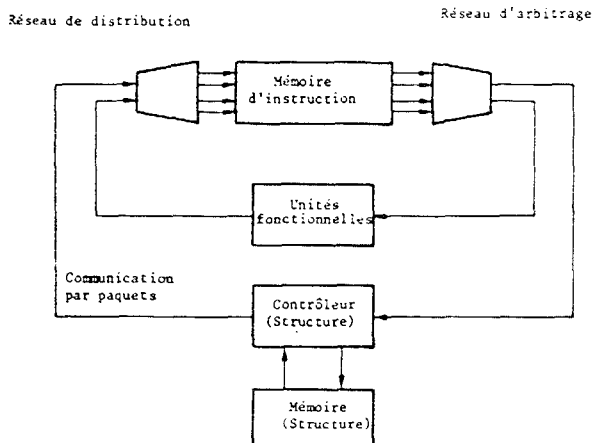 Réseau de distribution
Réseau d'arbitrage
Mémoire
d'instruction
Unités
fonctionnelles
Communication
par paquets
Contrôleur
(Structure)
Mémoire
(Structure)